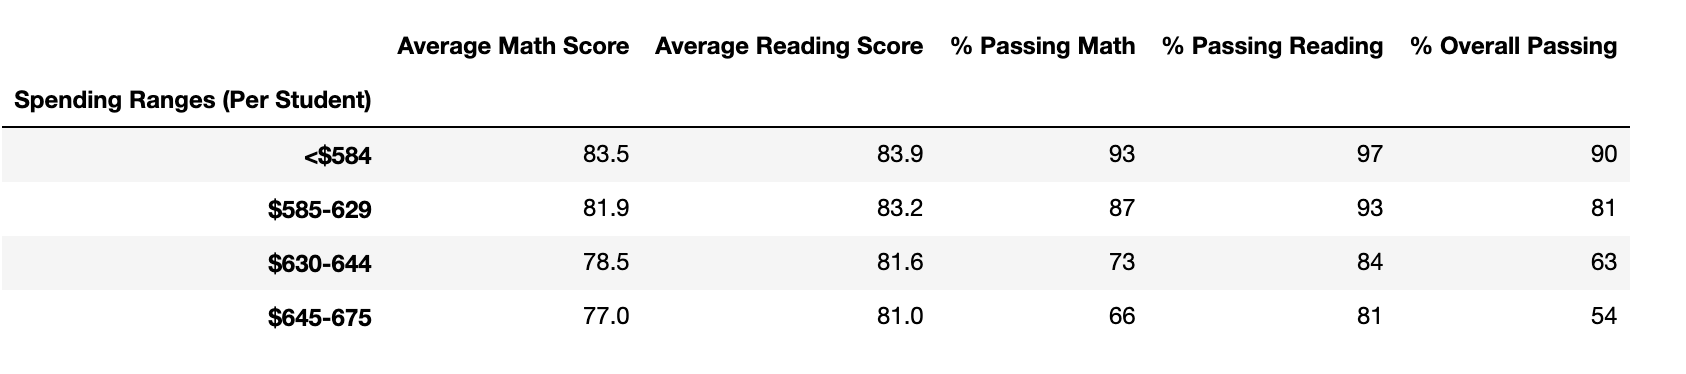 Average Math Score Average Reading Score % Passing Math % Passing Reading % Overall Passing
Spending Ranges (Per Student)
<$584 83.5 83.9 93 97 90
$585-629 81.9 83.2 87 93 81
$630-644 78.5 81.6 73 84 63
$645-675 77.0 81.0 66 81 54